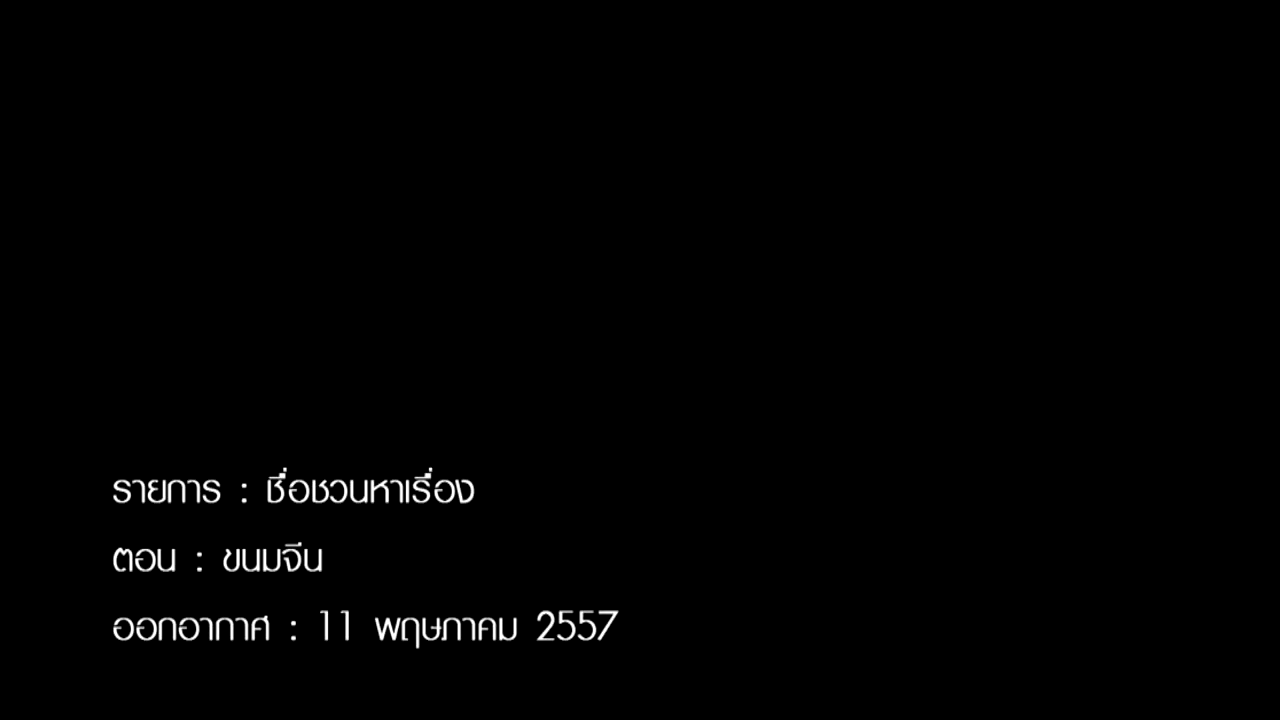 รายการ : ชื่อชวนหาเรื่อง
ตอน : ขนมจีน
ออกอากาศ : 11 พฤษภาคม 2557